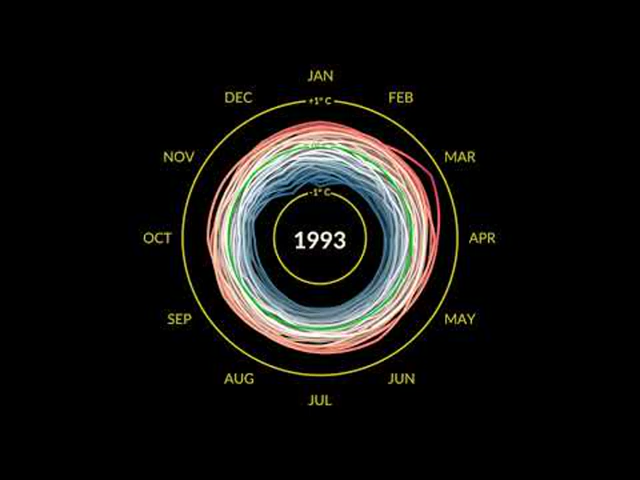 JAN
DEC
FEB
+1° C
NOV
MAR
-1° C
OCT
1993
APR
SEP
MAY
AUG
JUN
JUL